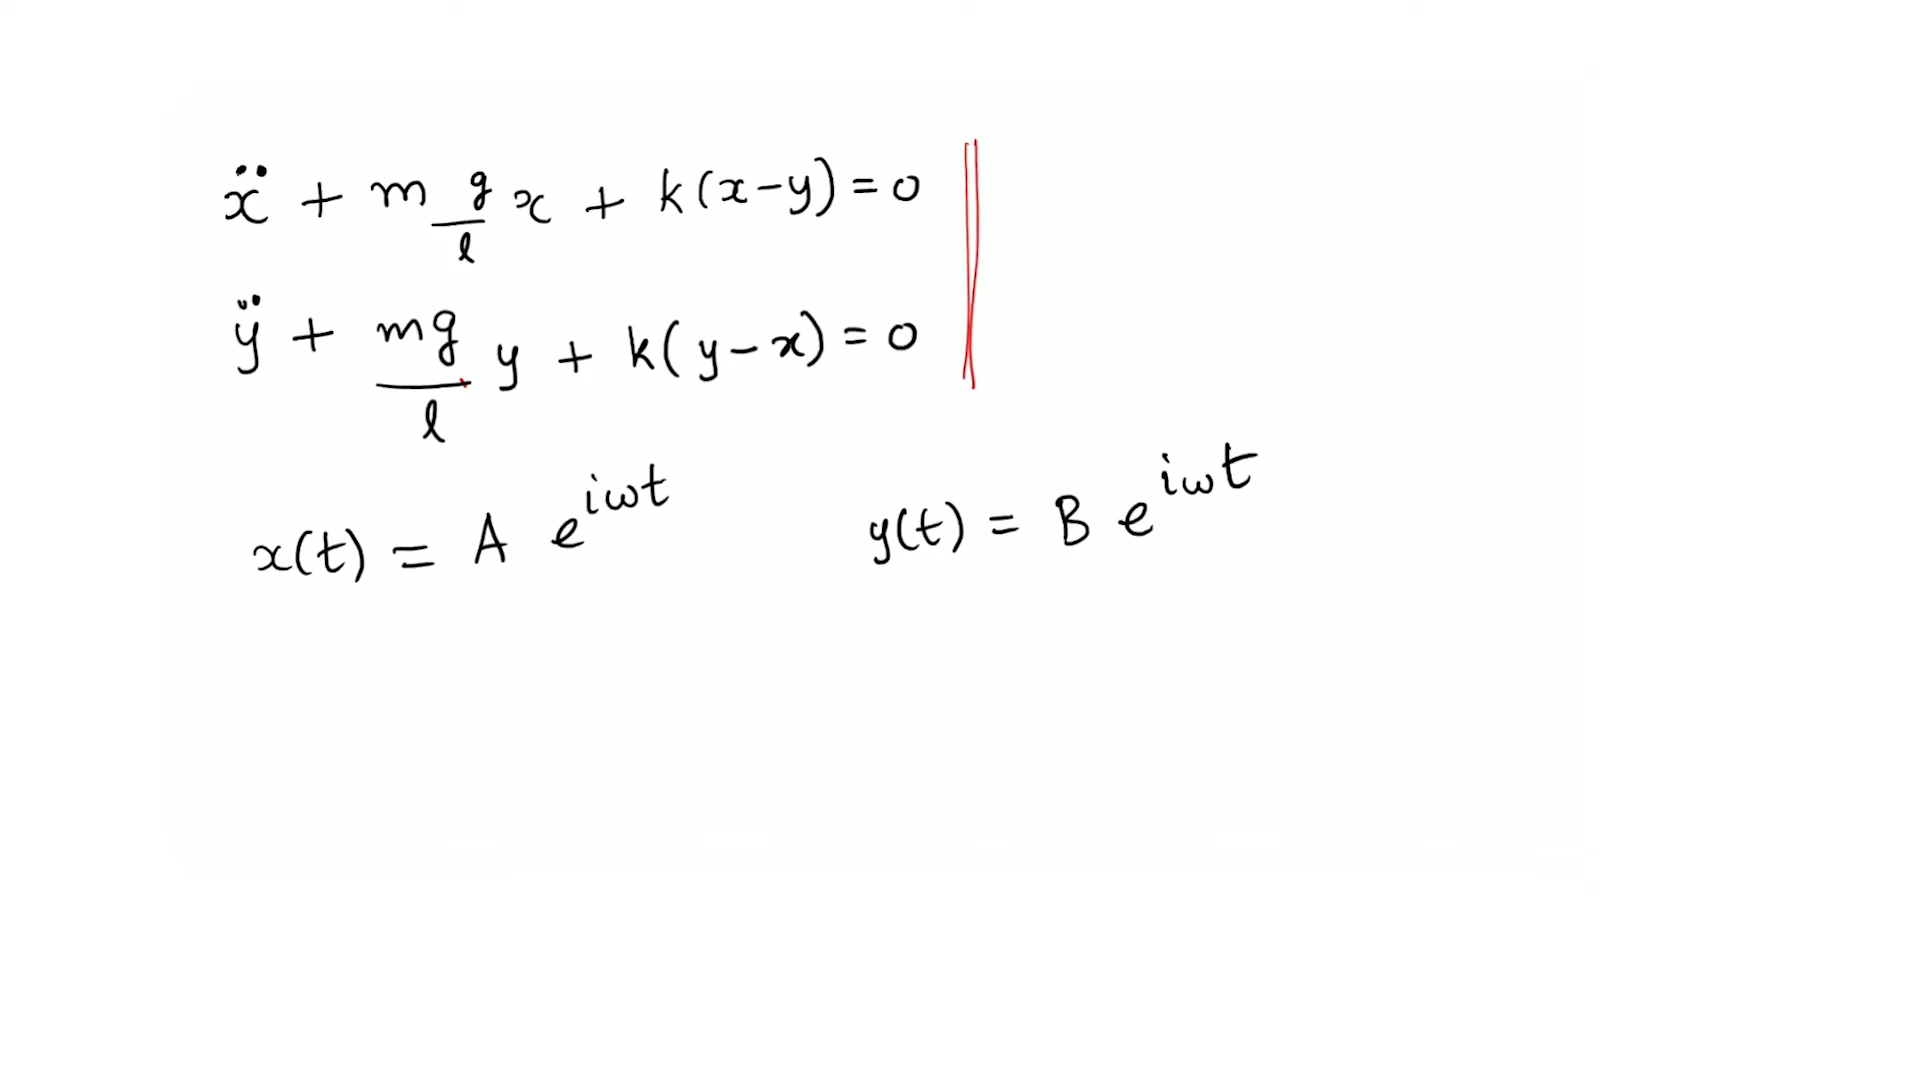 ẍ + m g/l x + k(x-y) = 0
ÿ + mg/l y + k(y-x) = 0
x(t) = A e^{iωt}   y(t) = B e^{iωt}